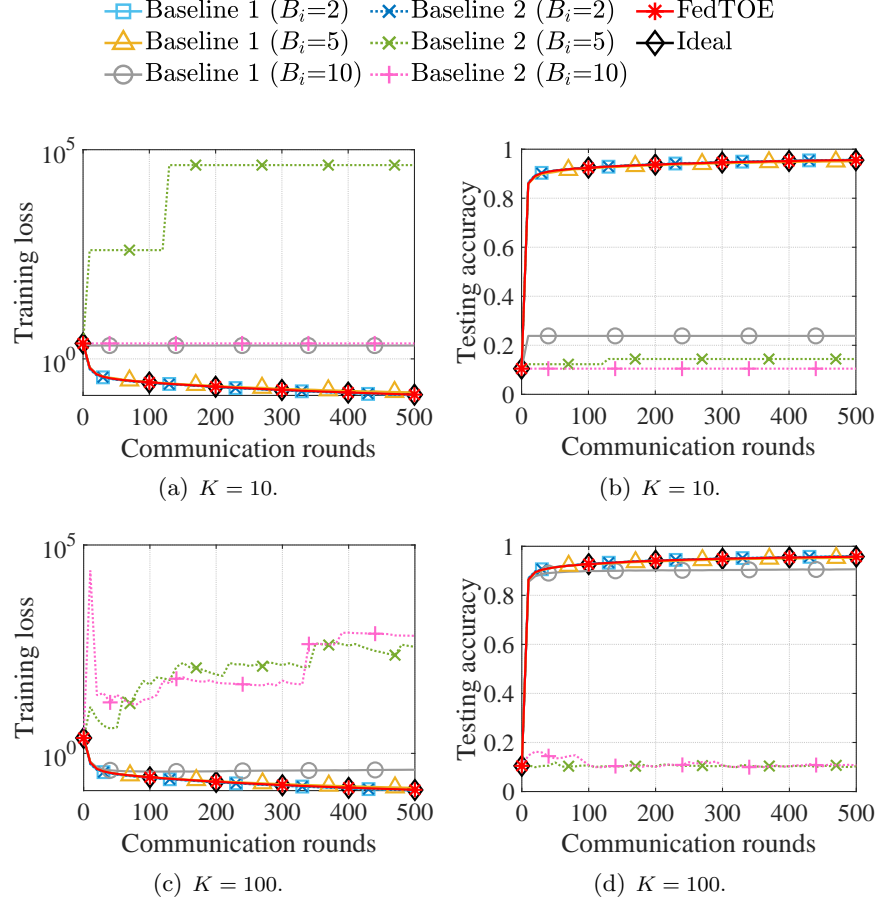 Baseline 1 (B_i=2) Baseline 2 (B_i=2) FedTOE
Baseline 1 (B_i=5) Baseline 2 (B_i=5) Ideal
Baseline 1 (B_i=10) Baseline 2 (B_i=10)
Training loss
10^5
10^0
0 100 200 300 400 500
Communication rounds
(a) K = 10.
Testing accuracy
1
0.8
0.6
0.4
0.2
0
0 100 200 300 400 500
Communication rounds
(b) K = 10.
Training loss
10^5
10^0
0 100 200 300 400 500
Communication rounds
(c) K = 100.
Testing accuracy
1
0.8
0.6
0.4
0.2
0
0 100 200 300 400 500
Communication rounds
(d) K = 100.